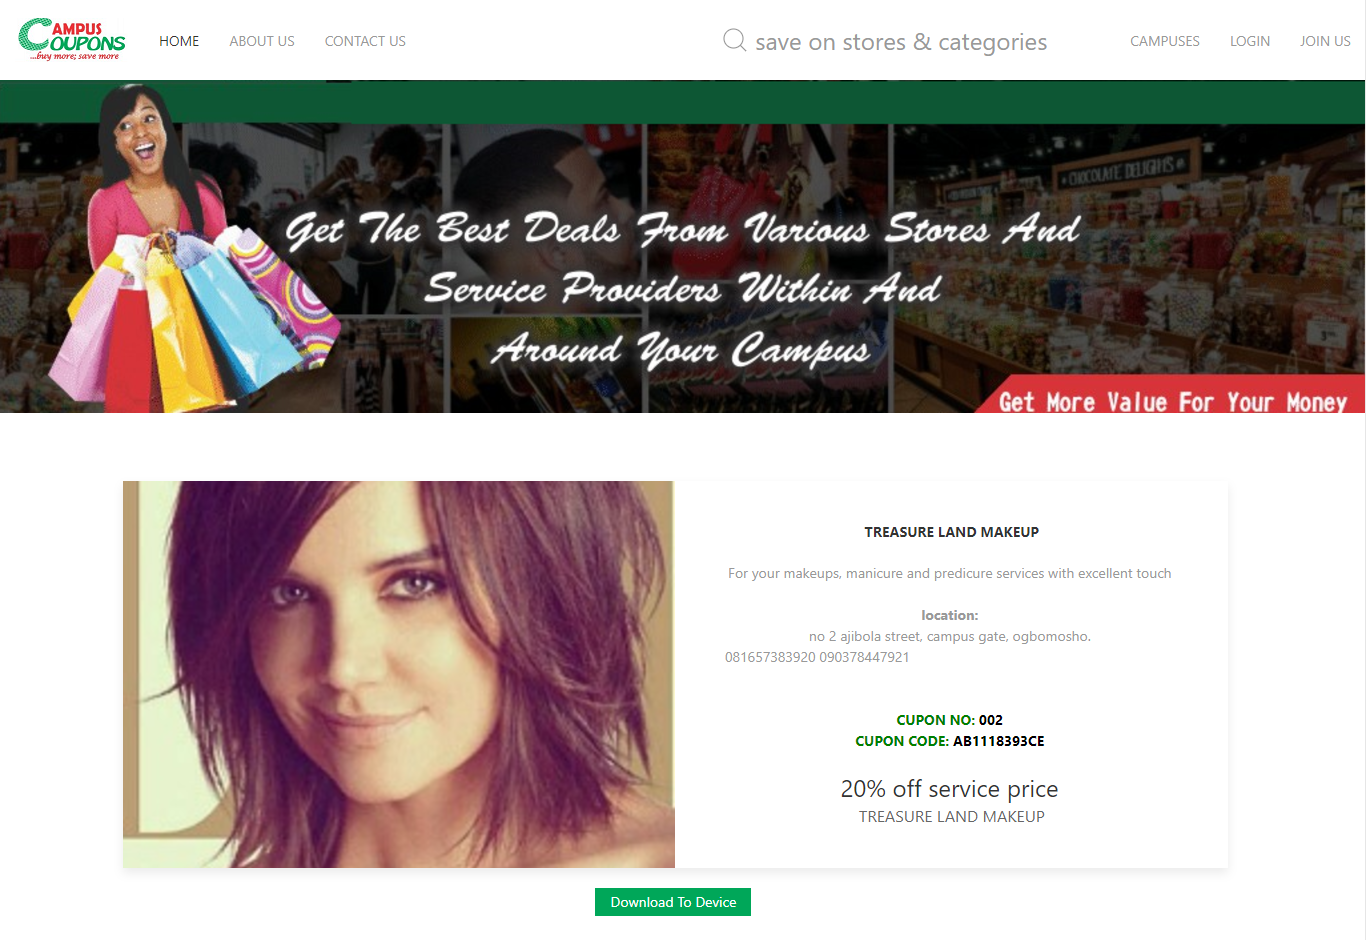 CAMPUS COUPONS
...buy more; save more
HOME
ABOUT US
CONTACT US
save on stores & categories
CAMPUSES
LOGIN
JOIN US
CHOCOLATE DELIGHTS
Get The Best Deals From Various Stores And
Service Providers Within And
Around Your Campus
Get More Value For Your Money
TREASURE LAND MAKEUP
For your makeups, manicure and predicure services with excellent touch
location:
no 2 ajibola street, campus gate, ogbomosho.
081657383920 090378447921
CUPON NO: 002
CUPON CODE: AB1118393CE
20% off service price
TREASURE LAND MAKEUP
Download To Device